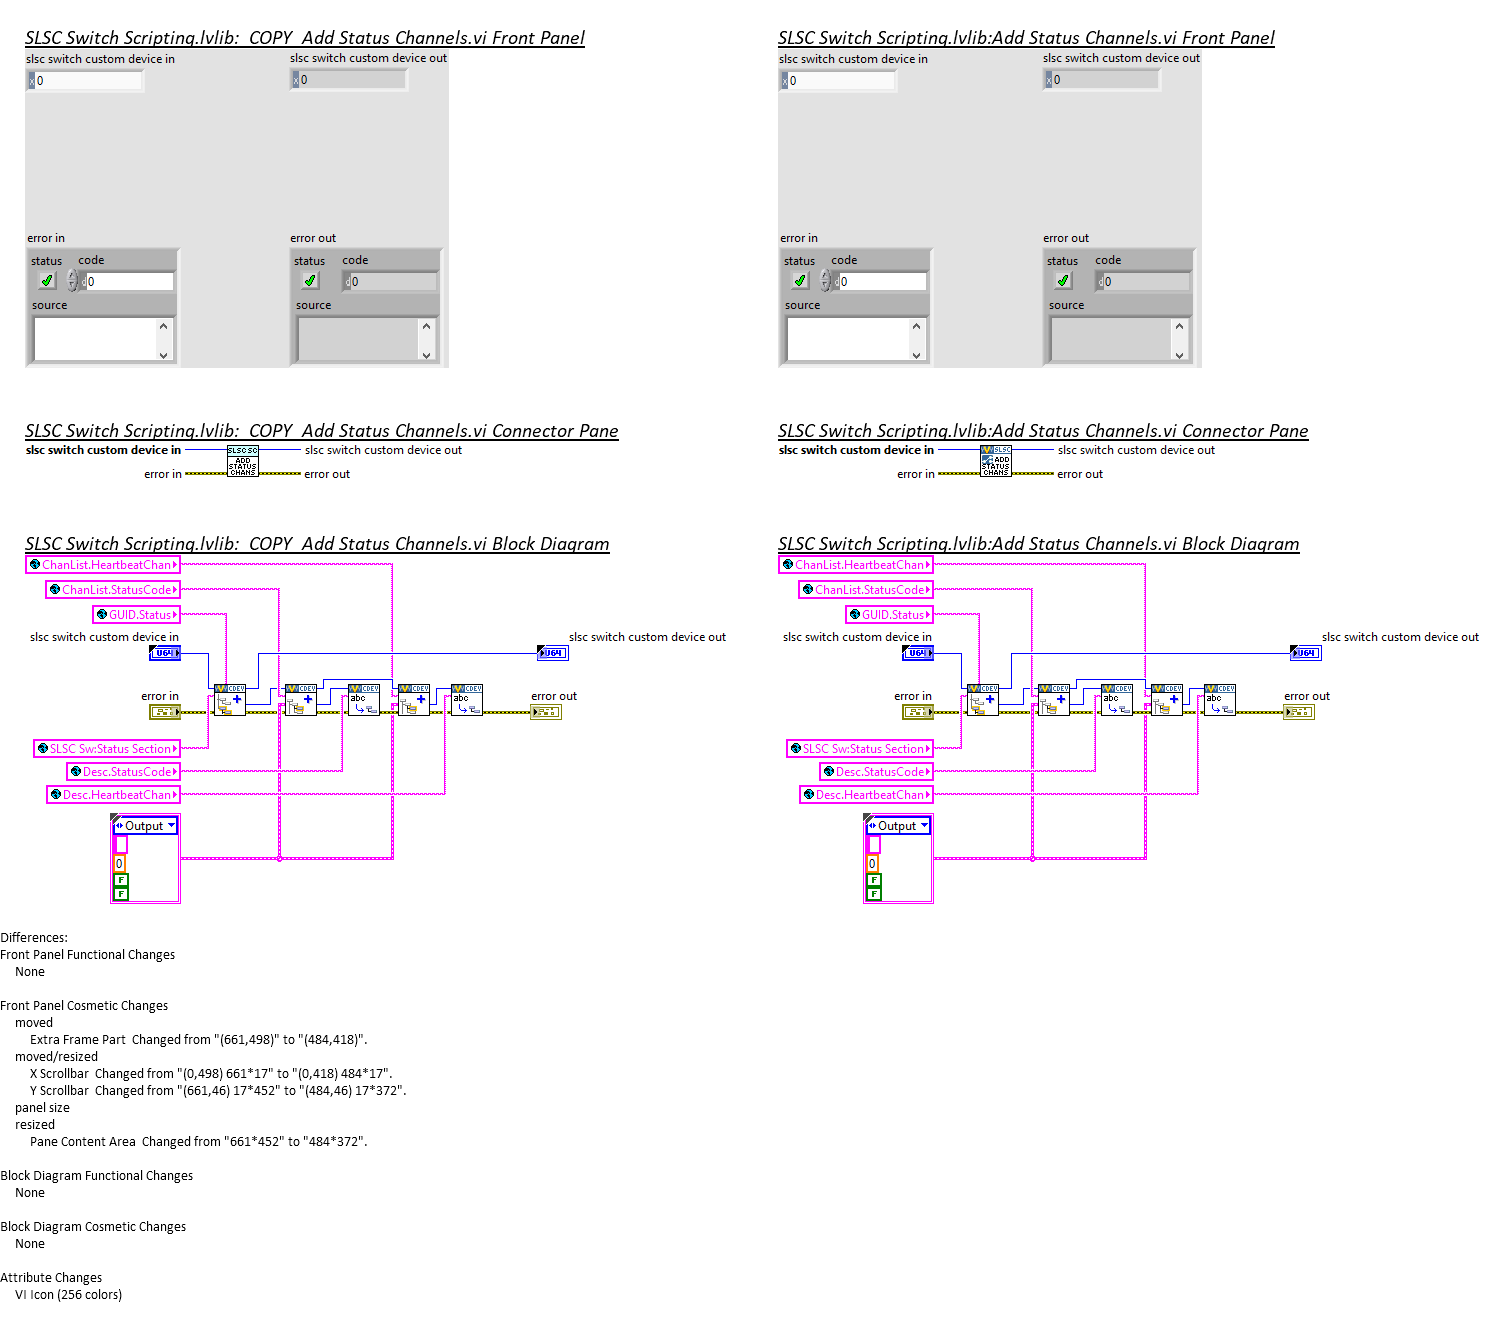 SLSC Switch Scripting.lvlib:  COPY  Add Status Channels.vi Front Panel
slsc switch custom device in
slsc switch custom device out
x 0
x 0
error in
error out
status
code
status
code
d 0
d 0
source
source
SLSC Switch Scripting.lvlib:Add Status Channels.vi Front Panel
slsc switch custom device in
slsc switch custom device out
x 0
x 0
error in
error out
status
code
status
code
d 0
d 0
source
source
SLSC Switch Scripting.lvlib:  COPY  Add Status Channels.vi Connector Pane
slsc switch custom device in
SLSC SC
ADD
STATUS
CHANS
slsc switch custom device out
error in
error out
SLSC Switch Scripting.lvlib:Add Status Channels.vi Connector Pane
slsc switch custom device in
SLSC
ADD
STATUS
CHANS
slsc switch custom device out
error in
error out
SLSC Switch Scripting.lvlib:  COPY  Add Status Channels.vi Block Diagram
ChanList.HeartbeatChan
ChanList.StatusCode
GUID.Status
slsc switch custom device in
slsc switch custom device out
U64
U64
error in
CDEV
CDEV
CDEV
abc
CDEV
CDEV
abc
error out
SLSC Sw:Status Section
Desc.StatusCode
Desc.HeartbeatChan
Output
0
F
F
SLSC Switch Scripting.lvlib:Add Status Channels.vi Block Diagram
ChanList.HeartbeatChan
ChanList.StatusCode
GUID.Status
slsc switch custom device in
slsc switch custom device out
U64
U64
error in
CDEV
CDEV
CDEV
abc
CDEV
CDEV
abc
error out
SLSC Sw:Status Section
Desc.StatusCode
Desc.HeartbeatChan
Output
0
F
F
Differences:
Front Panel Functional Changes
None
Front Panel Cosmetic Changes
moved
Extra Frame Part  Changed from "(661,498)" to "(484,418)".
moved/resized
X Scrollbar  Changed from "(0,498) 661*17" to "(0,418) 484*17".
Y Scrollbar  Changed from "(661,46) 17*452" to "(484,46) 17*372".
panel size
resized
Pane Content Area  Changed from "661*452" to "484*372".
Block Diagram Functional Changes
None
Block Diagram Cosmetic Changes
None
Attribute Changes
VI Icon (256 colors)